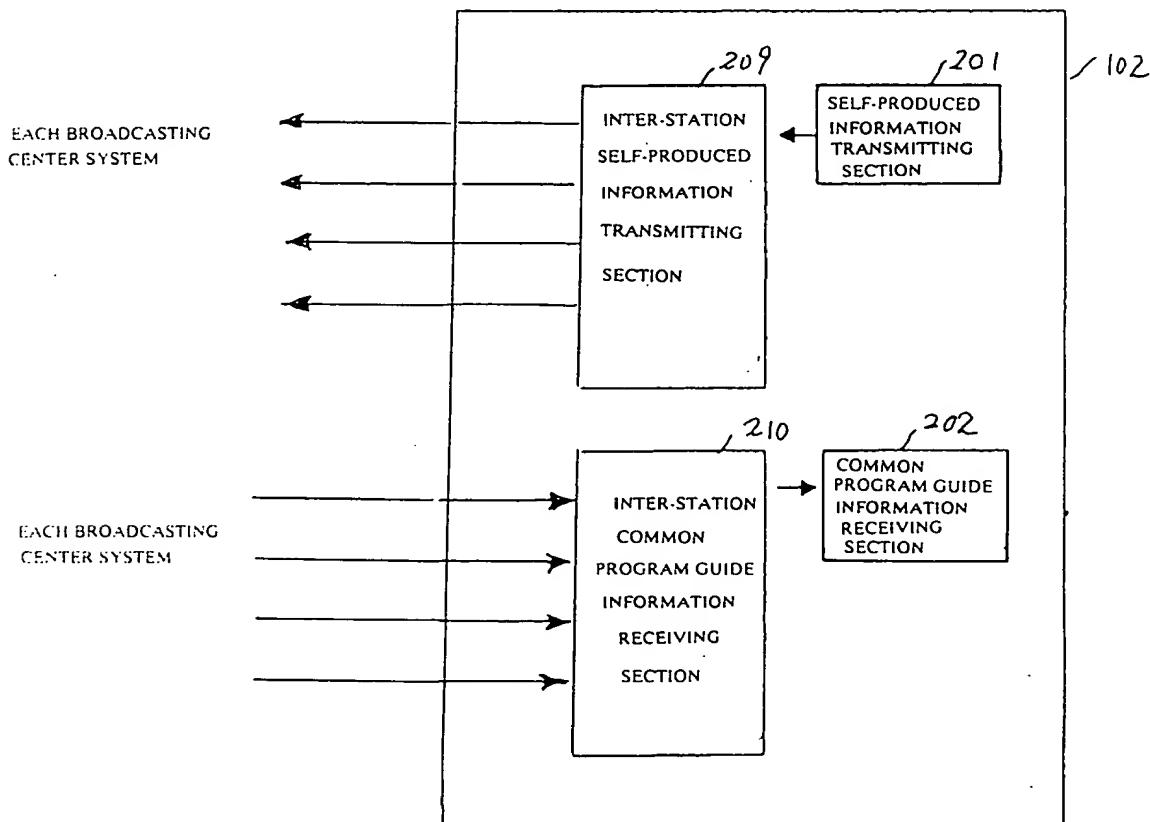 209
201
102
EACH BROADCASTING
CENTER SYSTEM
INTER-STATION
SELF-PRODUCED
INFORMATION
TRANSMITTING
SECTION
SELF-PRODUCED
INFORMATION
TRANSMITTING
SECTION
210
202
EACH BROADCASTING
CENTER SYSTEM
INTER-STATION
COMMON
PROGRAM GUIDE
INFORMATION
RECEIVING
SECTION
COMMON
PROGRAM GUIDE
INFORMATION
RECEIVING
SECTION